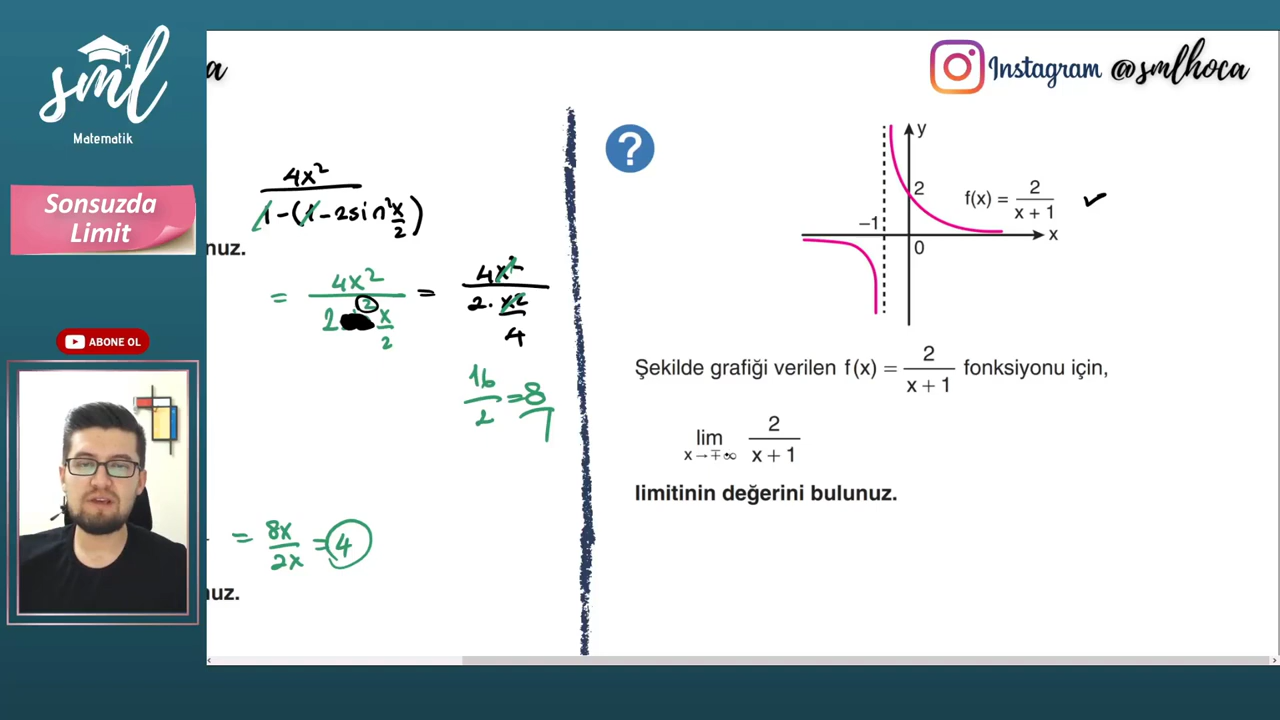 sml
Matematik
Sonsuzda
Limit
ABONE OL
a
Instagram @smlhoca
4x²
1-(1-2sin²x/2)
nuz.
= 4x² / 2 ² x/2 = 4x² / 2·x²/4
16/2 = 8
= 8x/2x = 4
nuz.
?
y
2
f(x) = 2/(x + 1) ✓
−1
0
x
Şekilde grafiği verilen f(x) = 2/(x + 1) fonksiyonu için,
lim x→∓∞ 2/(x + 1)
limitinin değerini bulunuz.